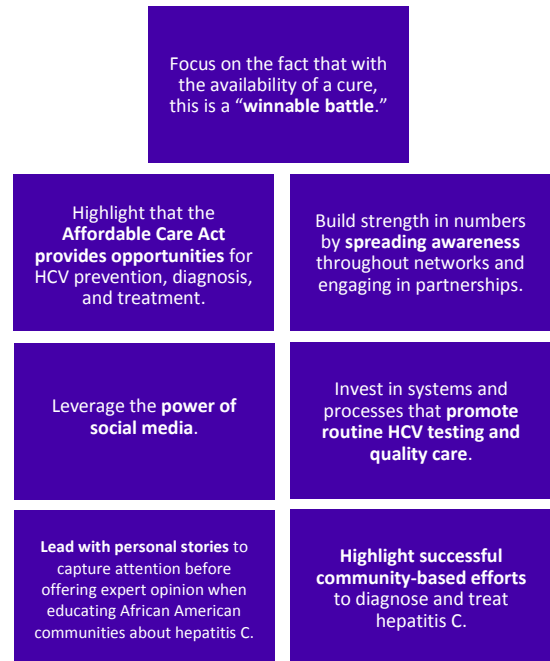 Focus on the fact that with
the availability of a cure,
this is a “winnable battle.”
Highlight that the
Affordable Care Act
provides opportunities for
HCV prevention, diagnosis,
and treatment.
Build strength in numbers
by spreading awareness
throughout networks and
engaging in partnerships.
Leverage the power of
social media.
Invest in systems and
processes that promote
routine HCV testing and
quality care.
Lead with personal stories to
capture attention before
offering expert opinion when
educating African American
communities about hepatitis C.
Highlight successful
community-based efforts
to diagnose and treat
hepatitis C.